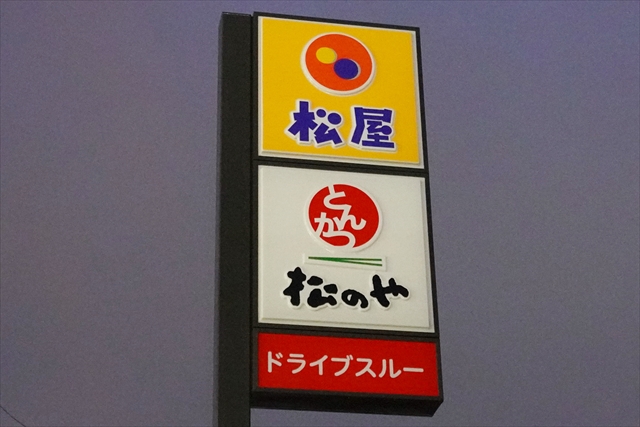 松屋
とんかつ
松のや
ドライブスルー